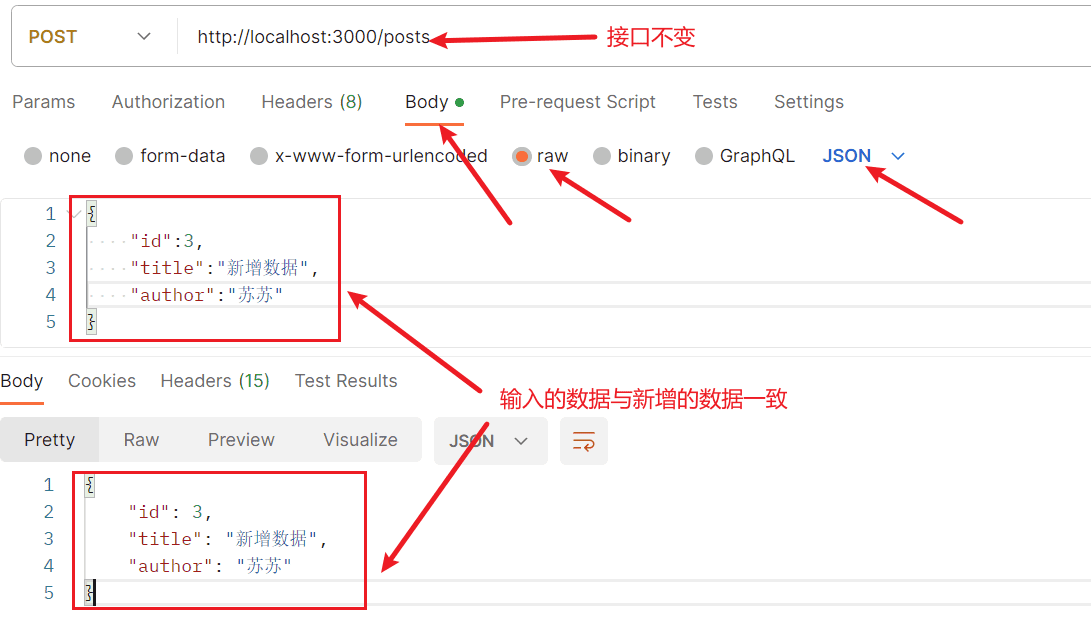 POST http://localhost:3000/posts 接口不变
Params Authorization Headers (8) Body Pre-request Script Tests Settings
none form-data x-www-form-urlencoded raw binary GraphQL JSON
1 {
2 "id":3,
3 "title":"新增数据",
4 "author":"苏苏"
5 }
Body Cookies Headers (15) Test Results
输入的数据与新增的数据一致
Pretty Raw Preview Visualize JSON
1 {
2 "id": 3,
3 "title": "新增数据",
4 "author": "苏苏"
5 }